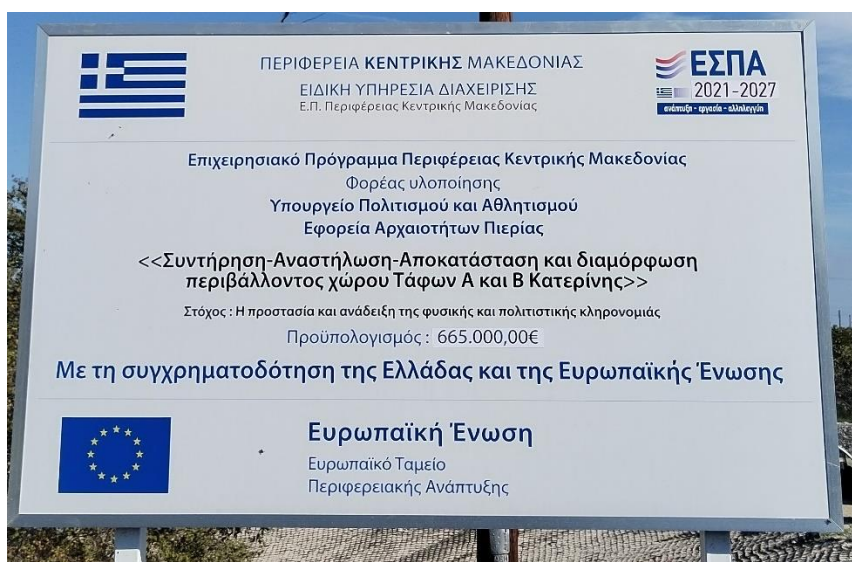 ΠΕΡΙΦΕΡΕΙΑ ΚΕΝΤΡΙΚΗΣ ΜΑΚΕΔΟΝΙΑΣ
ΕΙΔΙΚΗ ΥΠΗΡΕΣΙΑ ΔΙΑΧΕΙΡΙΣΗΣ
Ε.Π. Περιφέρειας Κεντρικής Μακεδονίας
ΕΣΠΑ
2021-2027
ανάπτυξη - εργασία - αλληλεγγύη
Επιχειρησιακό Πρόγραμμα Περιφέρειας Κεντρικής Μακεδονίας
Φορέας υλοποίησης
Υπουργείο Πολιτισμού και Αθλητισμού
Εφορεία Αρχαιοτήτων Πιερίας
<<Συντήρηση-Αναστήλωση-Αποκατάσταση και διαμόρφωση
περιβάλλοντος χώρου Τάφων Α και Β Κατερίνης>>
Στόχος : Η προστασία και ανάδειξη της φυσικής και πολιτιστικής κληρονομιάς
Προϋπολογισμός : 665.000,00€
Με τη συγχρηματοδότηση της Ελλάδας και της Ευρωπαϊκής Ένωσης
Ευρωπαϊκή Ένωση
Ευρωπαϊκό Ταμείο
Περιφερειακής Ανάπτυξης